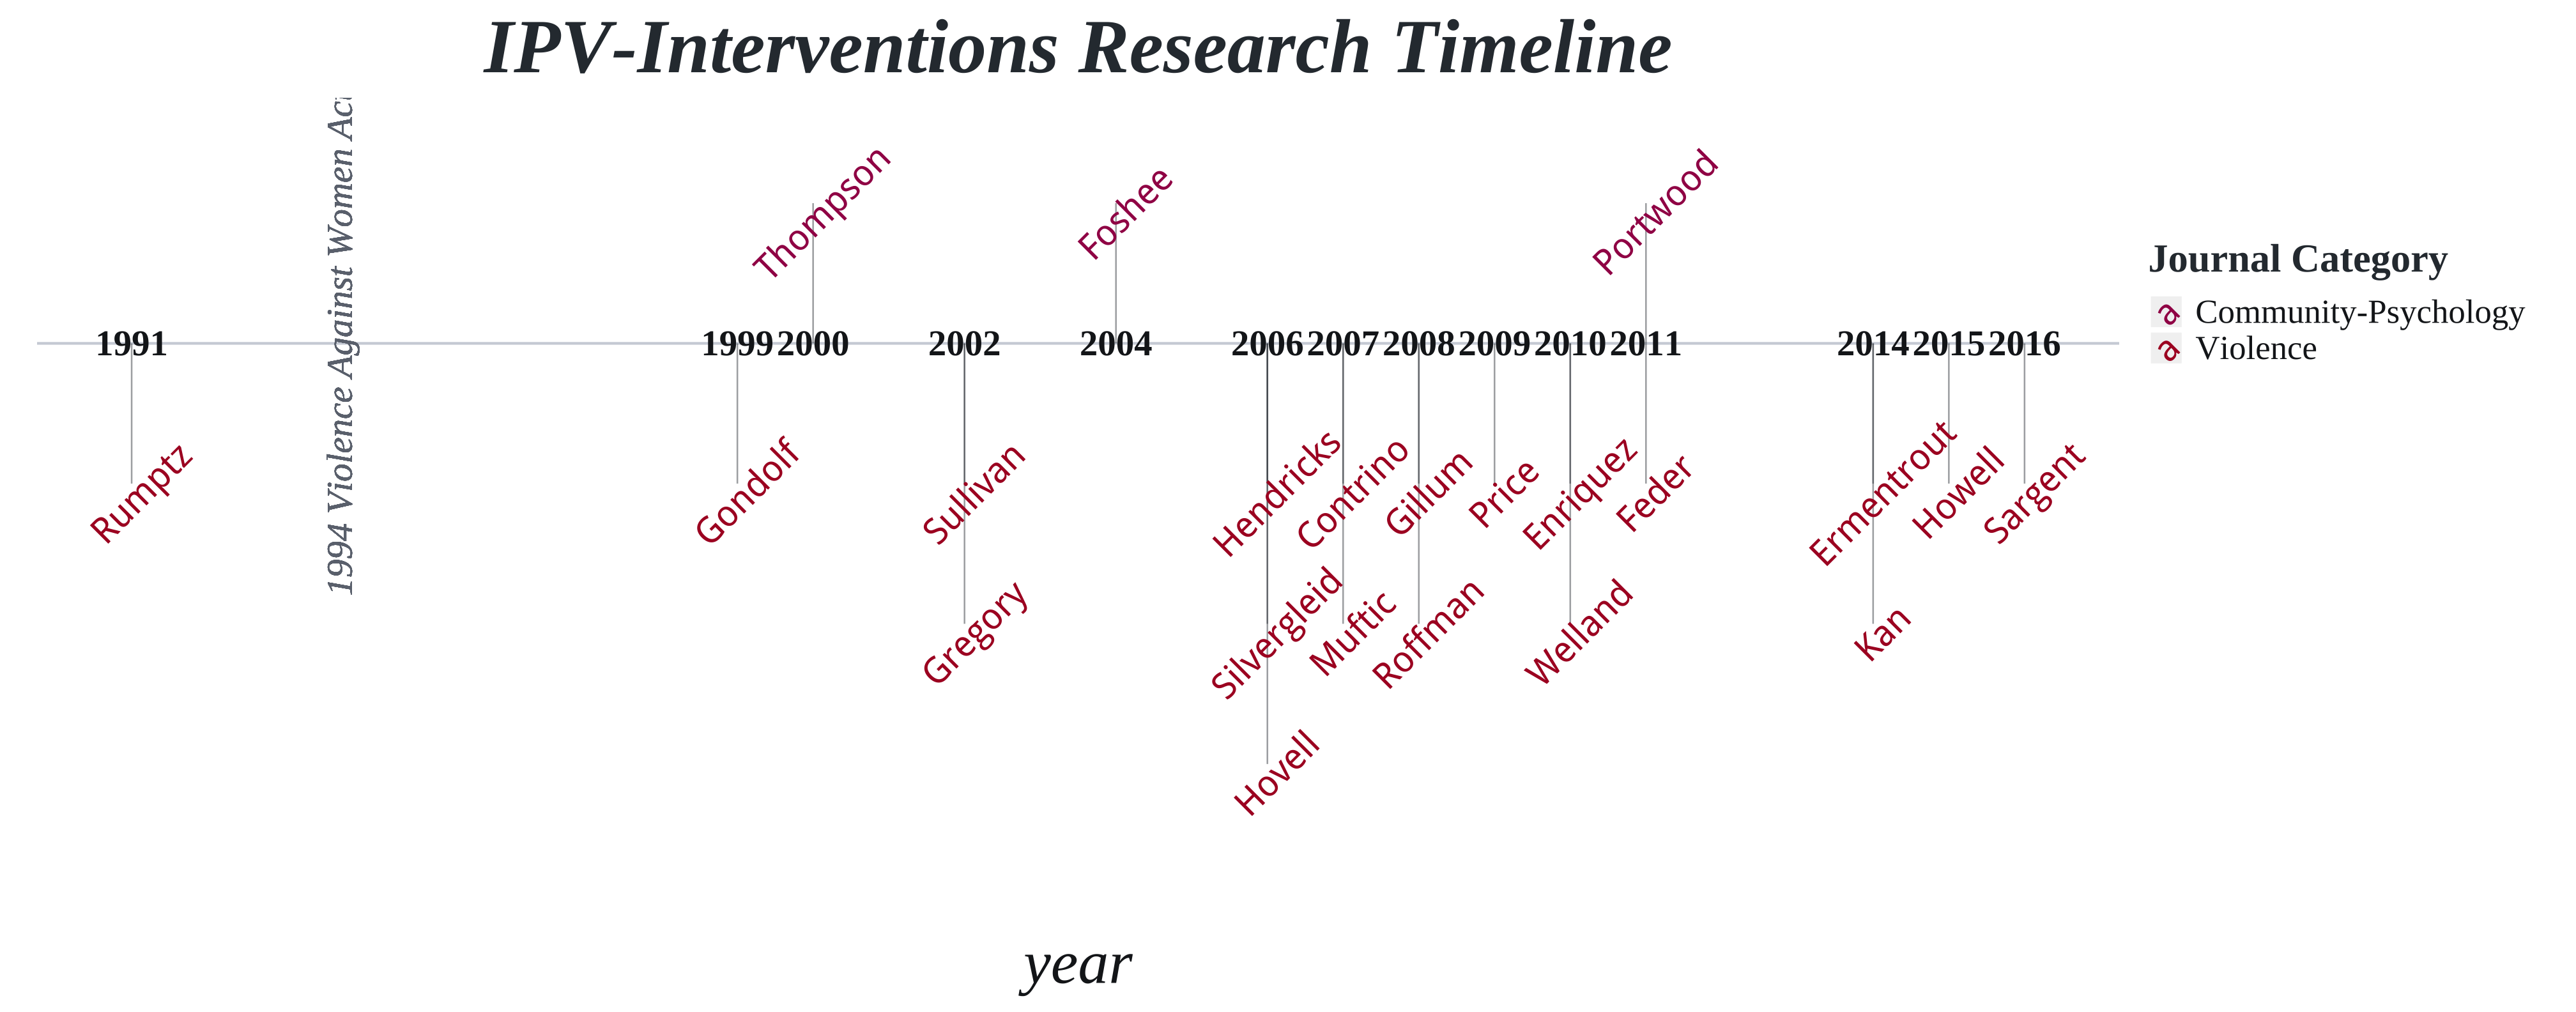 IPV-Interventions Research Timeline
1994 Violence Against Women Act
Thompson
Foshee
Portwood
1991
1999
2000
2002
2004
2006
2007
2008
2009
2010
2011
2014
2015
2016
Rumptz
Gondolf
Sullivan
Hendricks
Contrino
Gillum
Price
Enriquez
Feder
Ermentrout
Howell
Sargent
Gregory
Silvergleid
Muftic
Roffman
Welland
Kan
Hovell
year
Journal Category
a Community-Psychology
a Violence